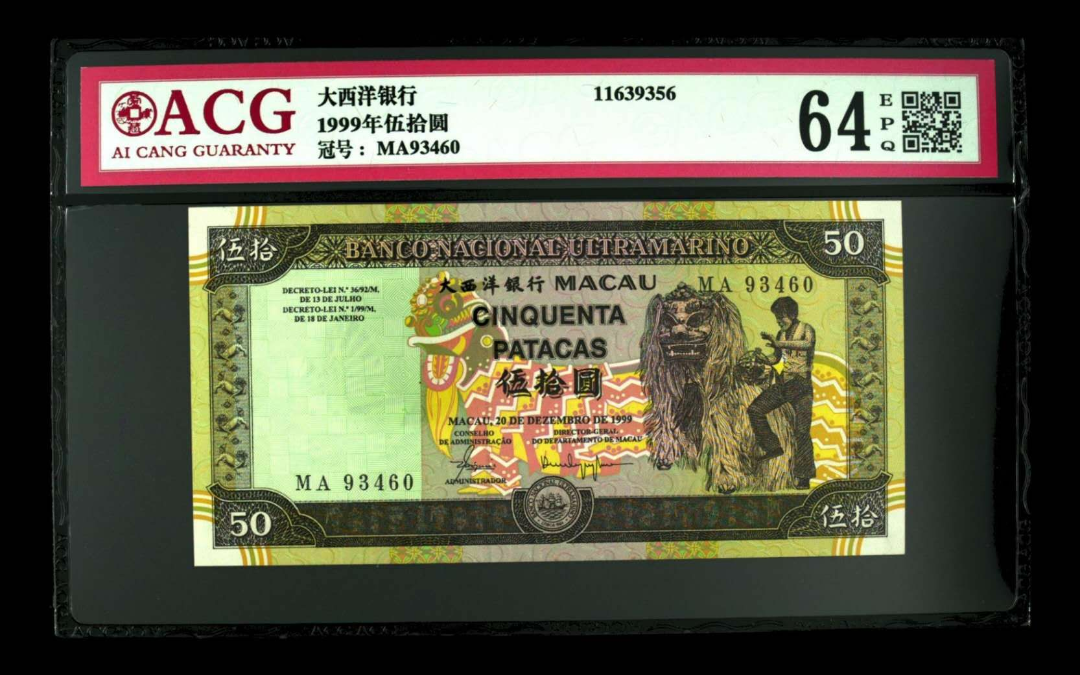 ACG
AI CANG GUARANTY
大西洋银行
1999年伍拾圆
冠号：MA93460
11639356
64
EPQ
伍拾
BANCO NACIONAL ULTRAMARINO
50
DECRETO-LEI N.º 36/92/M,
DE 13 DE JULHO
DECRETO-LEI N.º 1/99/M,
DE 18 DE JANEIRO
大西洋銀行 MACAU
MA 93460
CINQUENTA
PATACAS
伍拾圓
MACAU, 20 DE DEZEMBRO DE 1999
CONSELHO
DE ADMINISTRAÇÃO
DIRECTOR-GERAL
DO DEPARTAMENTO DE MACAU
ADMINISTRADOR
MA 93460
50
伍拾